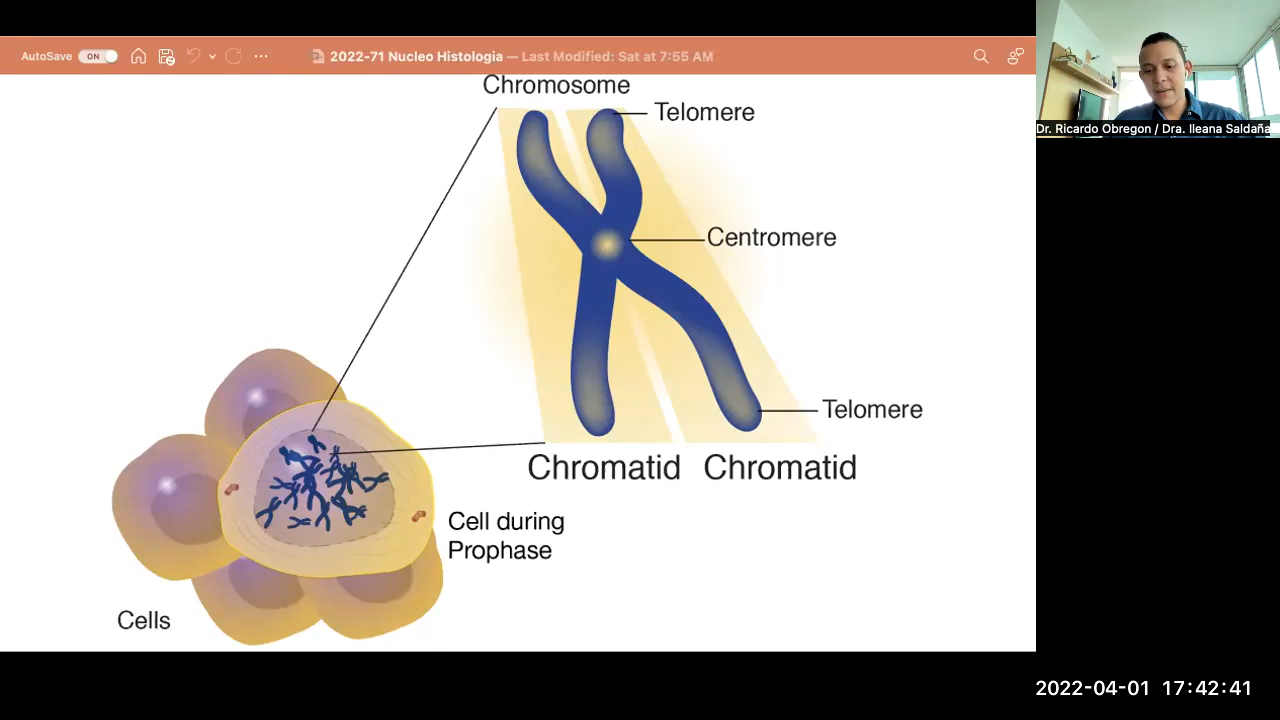 AutoSave ON ... 2022-71 Nucleo Histologia — Last Modified: Sat at 7:55 AM
Dr. Ricardo Obregon / Dra. Ileana Saldaña
Chromosome
Telomere
Centromere
Telomere
Chromatid Chromatid
Cell during
Prophase
Cells
2022-04-01 17:42:41